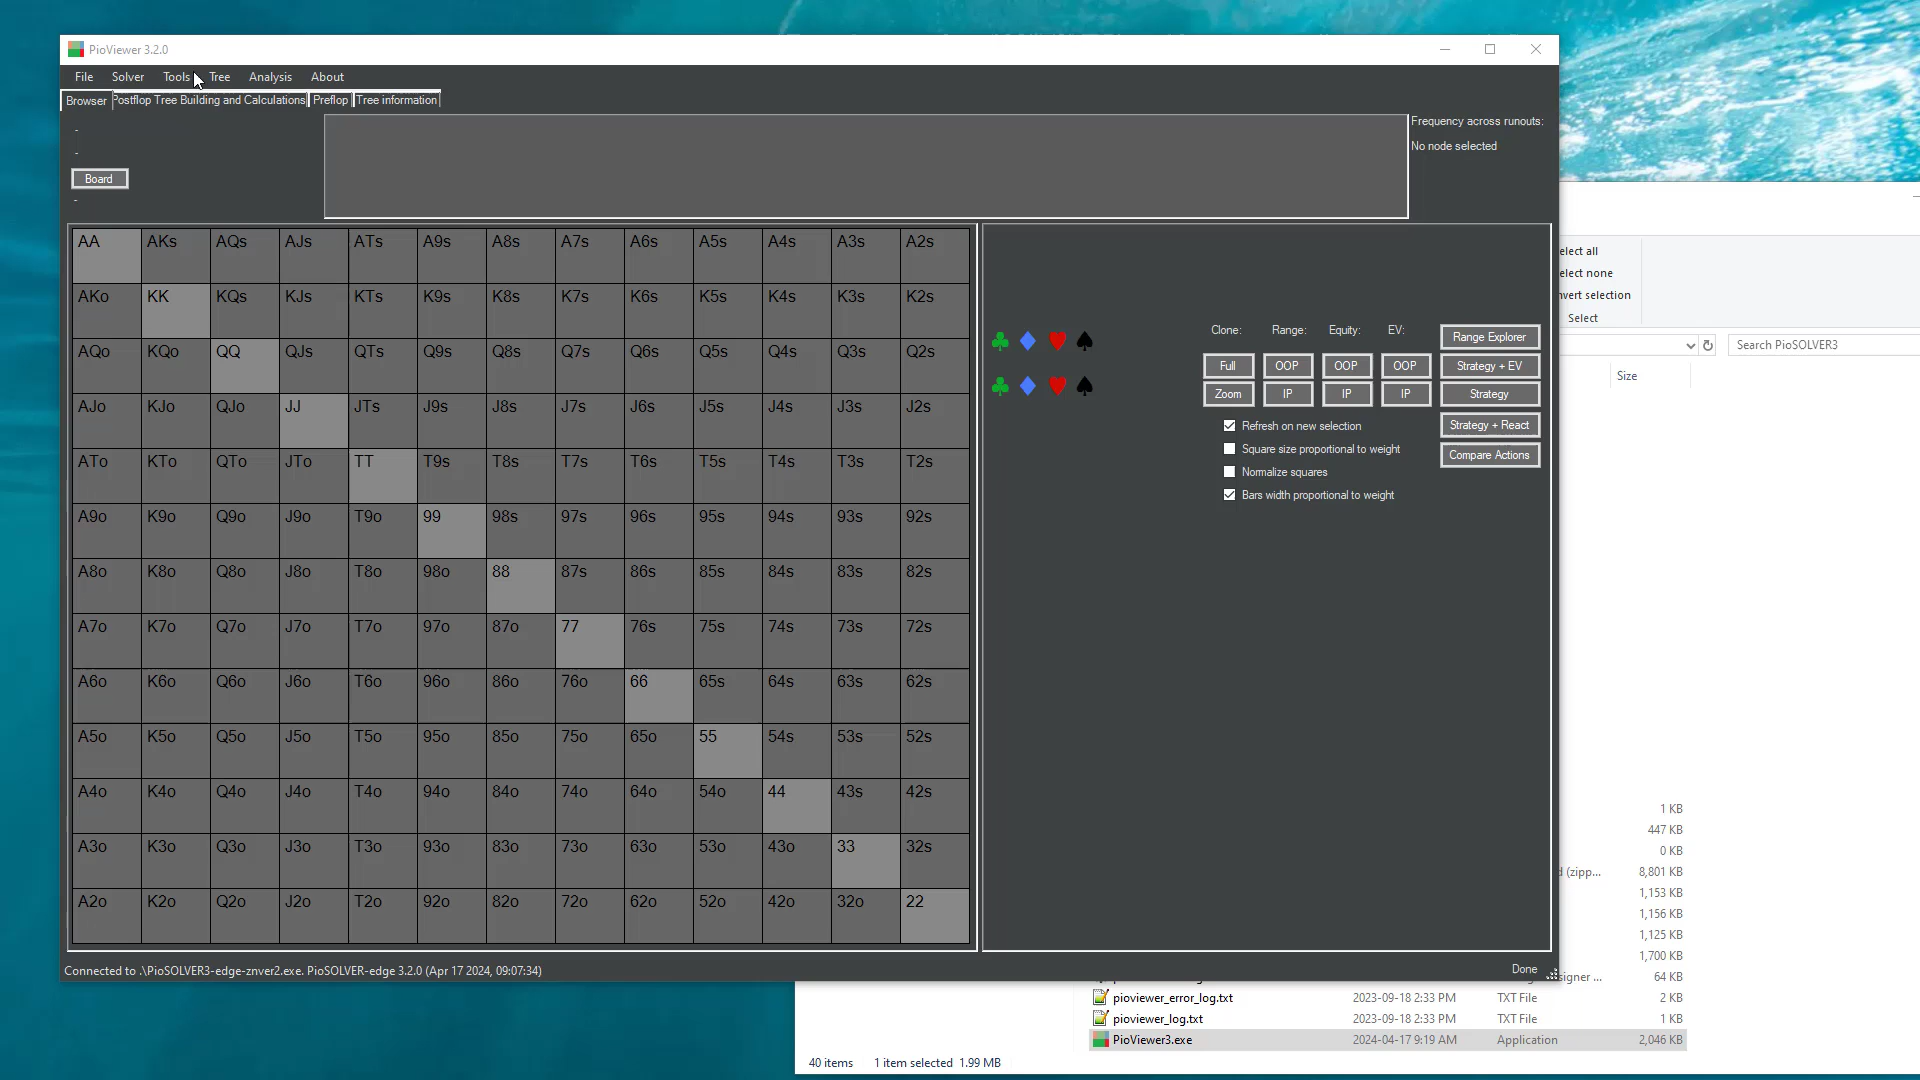 PioViewer 3.2.0
File Solver Tools Tree Analysis About
Browser Postflop Tree Building and Calculations Preflop Tree information
Frequency across runouts:
-
No node selected
-
Board
-
AA AKs AQs AJs ATs A9s A8s A7s A6s A5s A4s A3s A2s
AKo KK KQs KJs KTs K9s K8s K7s K6s K5s K4s K3s K2s
AQo KQo QQ QJs QTs Q9s Q8s Q7s Q6s Q5s Q4s Q3s Q2s
AJo KJo QJo JJ JTs J9s J8s J7s J6s J5s J4s J3s J2s
ATo KTo QTo JTo TT T9s T8s T7s T6s T5s T4s T3s T2s
A9o K9o Q9o J9o T9o 99 98s 97s 96s 95s 94s 93s 92s
A8o K8o Q8o J8o T8o 98o 88 87s 86s 85s 84s 83s 82s
A7o K7o Q7o J7o T7o 97o 87o 77 76s 75s 74s 73s 72s
A6o K6o Q6o J6o T6o 96o 86o 76o 66 65s 64s 63s 62s
A5o K5o Q5o J5o T5o 95o 85o 75o 65o 55 54s 53s 52s
A4o K4o Q4o J4o T4o 94o 84o 74o 64o 54o 44 43s 42s
A3o K3o Q3o J3o T3o 93o 83o 73o 63o 53o 43o 33 32s
A2o K2o Q2o J2o T2o 92o 82o 72o 62o 52o 42o 32o 22
Clone: Range: Equity: EV: Range Explorer
Full OOP OOP OOP Strategy + EV
Zoom IP IP IP Strategy
Refresh on new selection Strategy + React
Square size proportional to weight Compare Actions
Normalize squares
Bars width proportional to weight
Connected to .\PioSOLVER3-edge-znver2.exe. PioSOLVER-edge 3.2.0 (Apr 17 2024, 09:07:34) Done
elect all
elect none
nvert selection
Select
Search PioSOLVER3
Size
1 KB
447 KB
0 KB
d (zipp... 8,801 KB
1,153 KB
1,156 KB
1,125 KB
1,700 KB
signer ... 64 KB
pioviewer_error_log.txt 2023-09-18 2:33 PM TXT File 2 KB
pioviewer_log.txt 2023-09-18 2:33 PM TXT File 1 KB
PioViewer3.exe 2024-04-17 9:19 AM Application 2,046 KB
40 items 1 item selected 1.99 MB